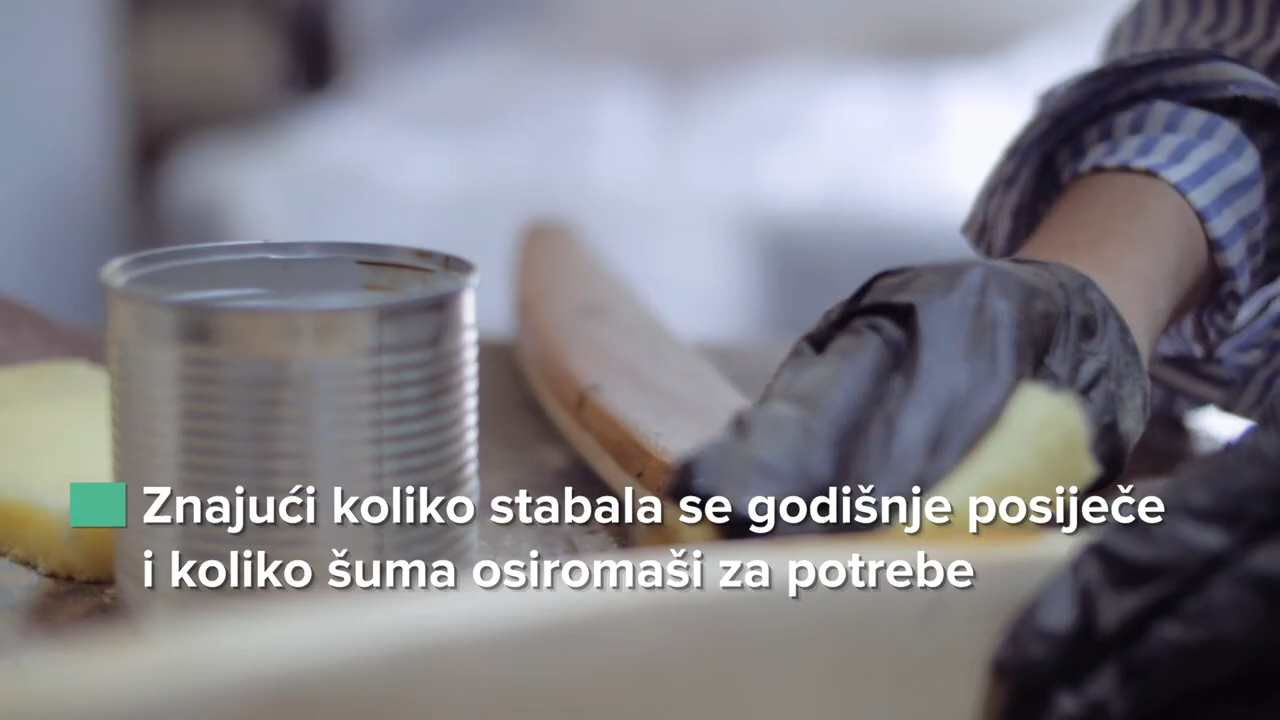 Znajući koliko stabala se godišnje posiječe
i koliko šuma osiromaši za potrebe